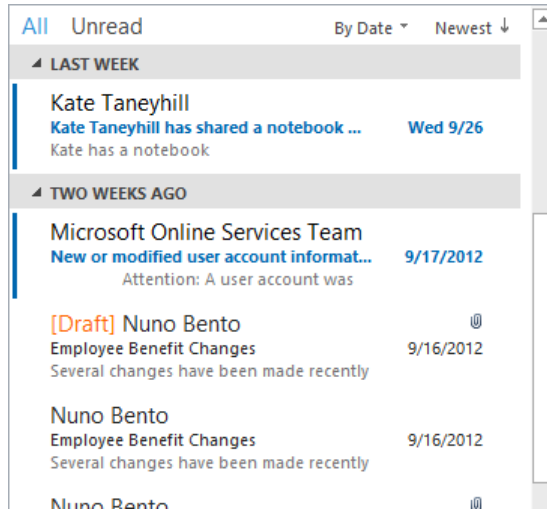 All Unread By Date Newest
LAST WEEK
Kate Taneyhill
Kate Taneyhill has shared a notebook ... Wed 9/26
Kate has a notebook
TWO WEEKS AGO
Microsoft Online Services Team
New or modified user account informat... 9/17/2012
Attention: A user account was
[Draft] Nuno Bento
Employee Benefit Changes 9/16/2012
Several changes have been made recently
Nuno Bento
Employee Benefit Changes 9/16/2012
Several changes have been made recently
Nuno Bento